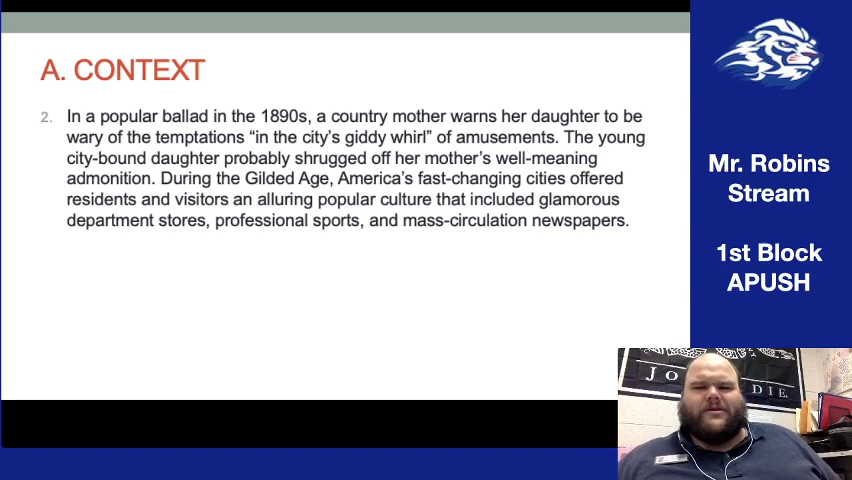 A. CONTEXT
2. In a popular ballad in the 1890s, a country mother warns her daughter to be
wary of the temptations “in the city’s giddy whirl” of amusements. The young
city-bound daughter probably shrugged off her mother’s well-meaning
admonition. During the Gilded Age, America’s fast-changing cities offered
residents and visitors an alluring popular culture that included glamorous
department stores, professional sports, and mass-circulation newspapers.
Mr. Robins
Stream
1st Block
APUSH
DIE.